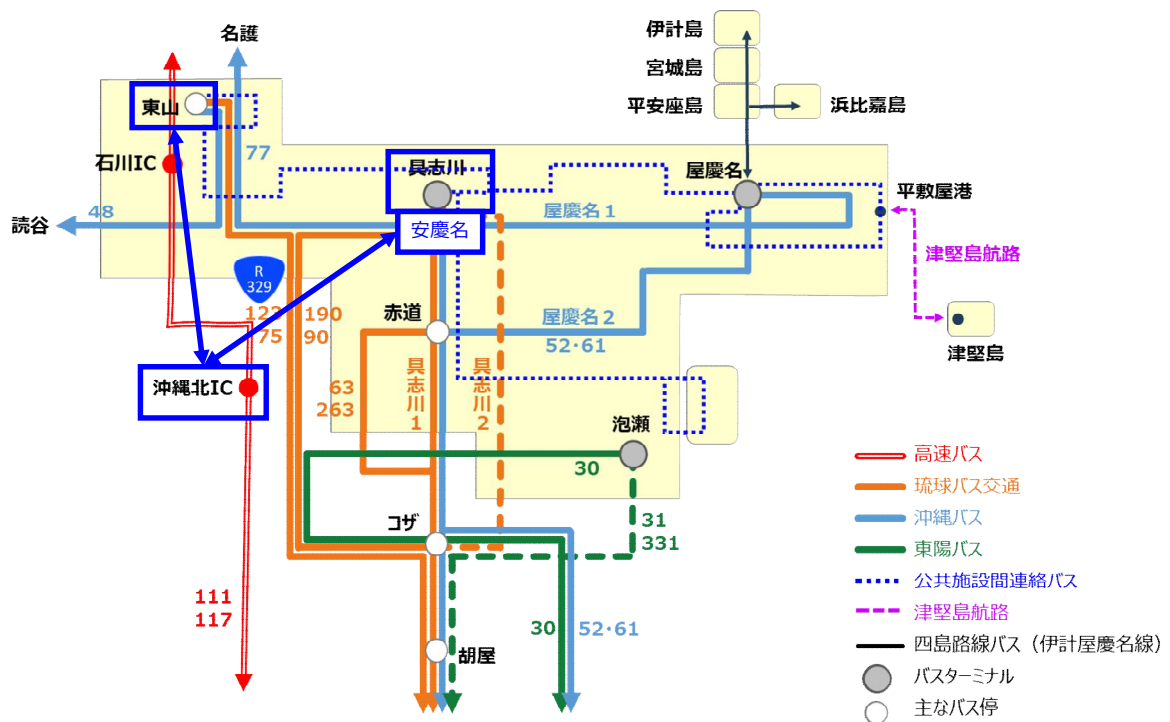 名護
伊計島
宮城島
平安座島
浜比嘉島
東山
77
石川IC
具志川
屋慶名
平敷屋港
48
読谷
安慶名
屋慶名1
津堅島航路
R
329
123
75
190
90
赤道
屋慶名2
52・61
津堅島
沖縄北IC
63
263
具志川1
具志川2
泡瀬
30
31
331
コザ
111
117
30
52・61
胡屋
高速バス
琉球バス交通
沖縄バス
東陽バス
公共施設間連絡バス
津堅島航路
四島路線バス（伊計屋慶名線）
バスターミナル
主なバス停